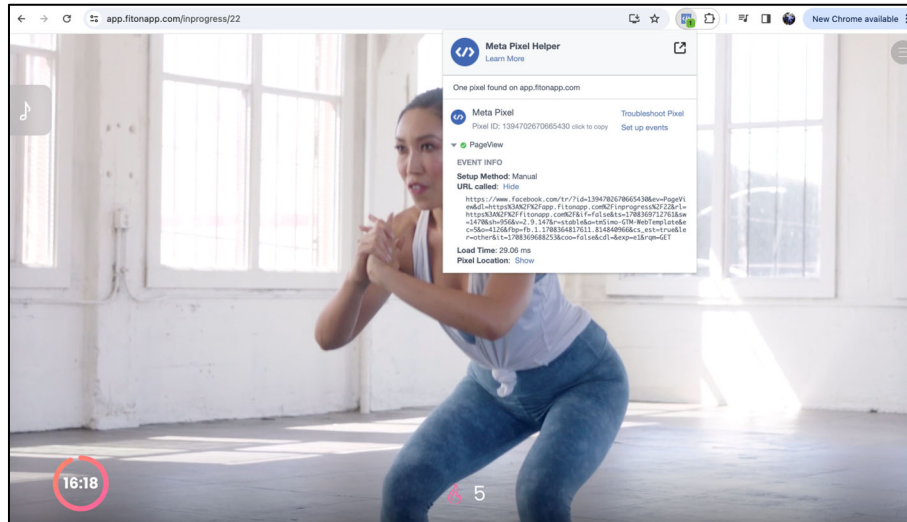 app.fitonapp.com/inprogress/22
New Chrome available
1
Meta Pixel Helper
Learn More
One pixel found on app.fitonapp.com
Meta Pixel
Troubleshoot Pixel
Pixel ID: 1394702670665430 click to copy
Set up events
PageView
EVENT INFO
Setup Method: Manual
URL called: Hide
https://www.facebook.com/tr/?id=1394702670665430&ev=PageVi
ew&dl=https%3A%2F%2Fapp.fitonapp.com%2Finprogress%2F22&rl=
https%3A%2F%2Ffitonapp.com%2F&if=false&ts=1708369712761&sw
=1470&sh=956&v=2.9.147&r=stable&a=tmSimo-GTM-WebTemplate&e
c=5&o=4126&fbp=fb.1.1708364817611.814840966&cs_est=true&le
r=other&it=1708369688253&coo=false&cdl=&exp=e1&rqm=GET
Load Time: 29.06 ms
Pixel Location: Show
16:18
5